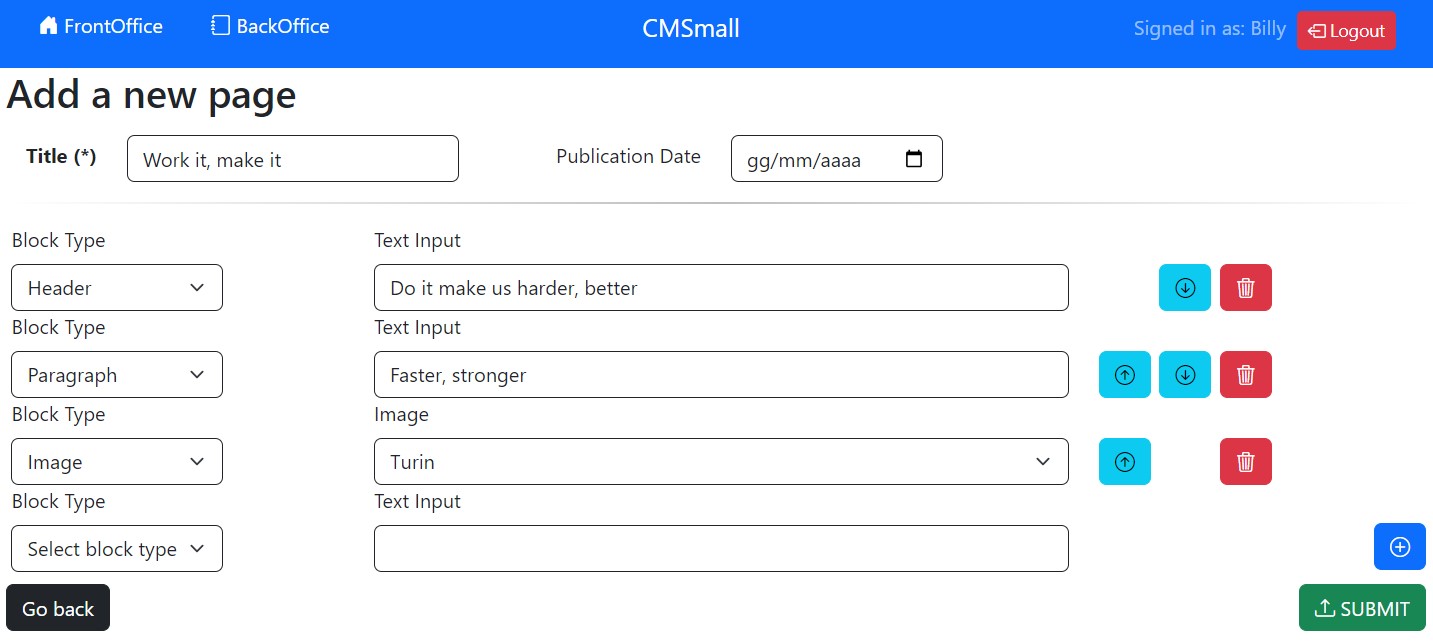 FrontOffice BackOffice CMSmall Signed in as: Billy Logout
Add a new page
Title (*) Work it, make it Publication Date gg/mm/aaaa
Block Type Text Input
Header Do it make us harder, better
Block Type Text Input
Paragraph Faster, stronger
Block Type Image
Image Turin
Block Type Text Input
Select block type
Go back SUBMIT